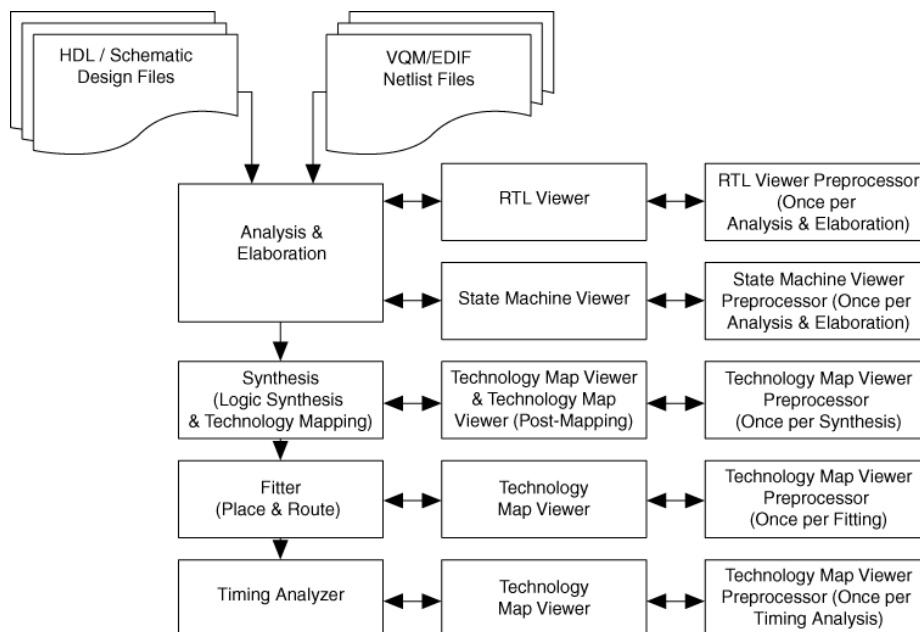 HDL / Schematic
Design Files
VQM/EDIF
Netlist Files
Analysis &
Elaboration
RTL Viewer
RTL Viewer Preprocessor
(Once per
Analysis & Elaboration)
State Machine Viewer
State Machine Viewer
Preprocessor (Once per
Analysis & Elaboration)
Synthesis
(Logic Synthesis
& Technology Mapping)
Technology Map Viewer
& Technology Map
Viewer (Post-Mapping)
Technology Map Viewer
Preprocessor
(Once per Synthesis)
Fitter
(Place & Route)
Technology
Map Viewer
Technology Map Viewer
Preprocessor
(Once per Fitting)
Timing Analyzer
Technology
Map Viewer
Technology Map Viewer
Preprocessor (Once per
Timing Analysis)